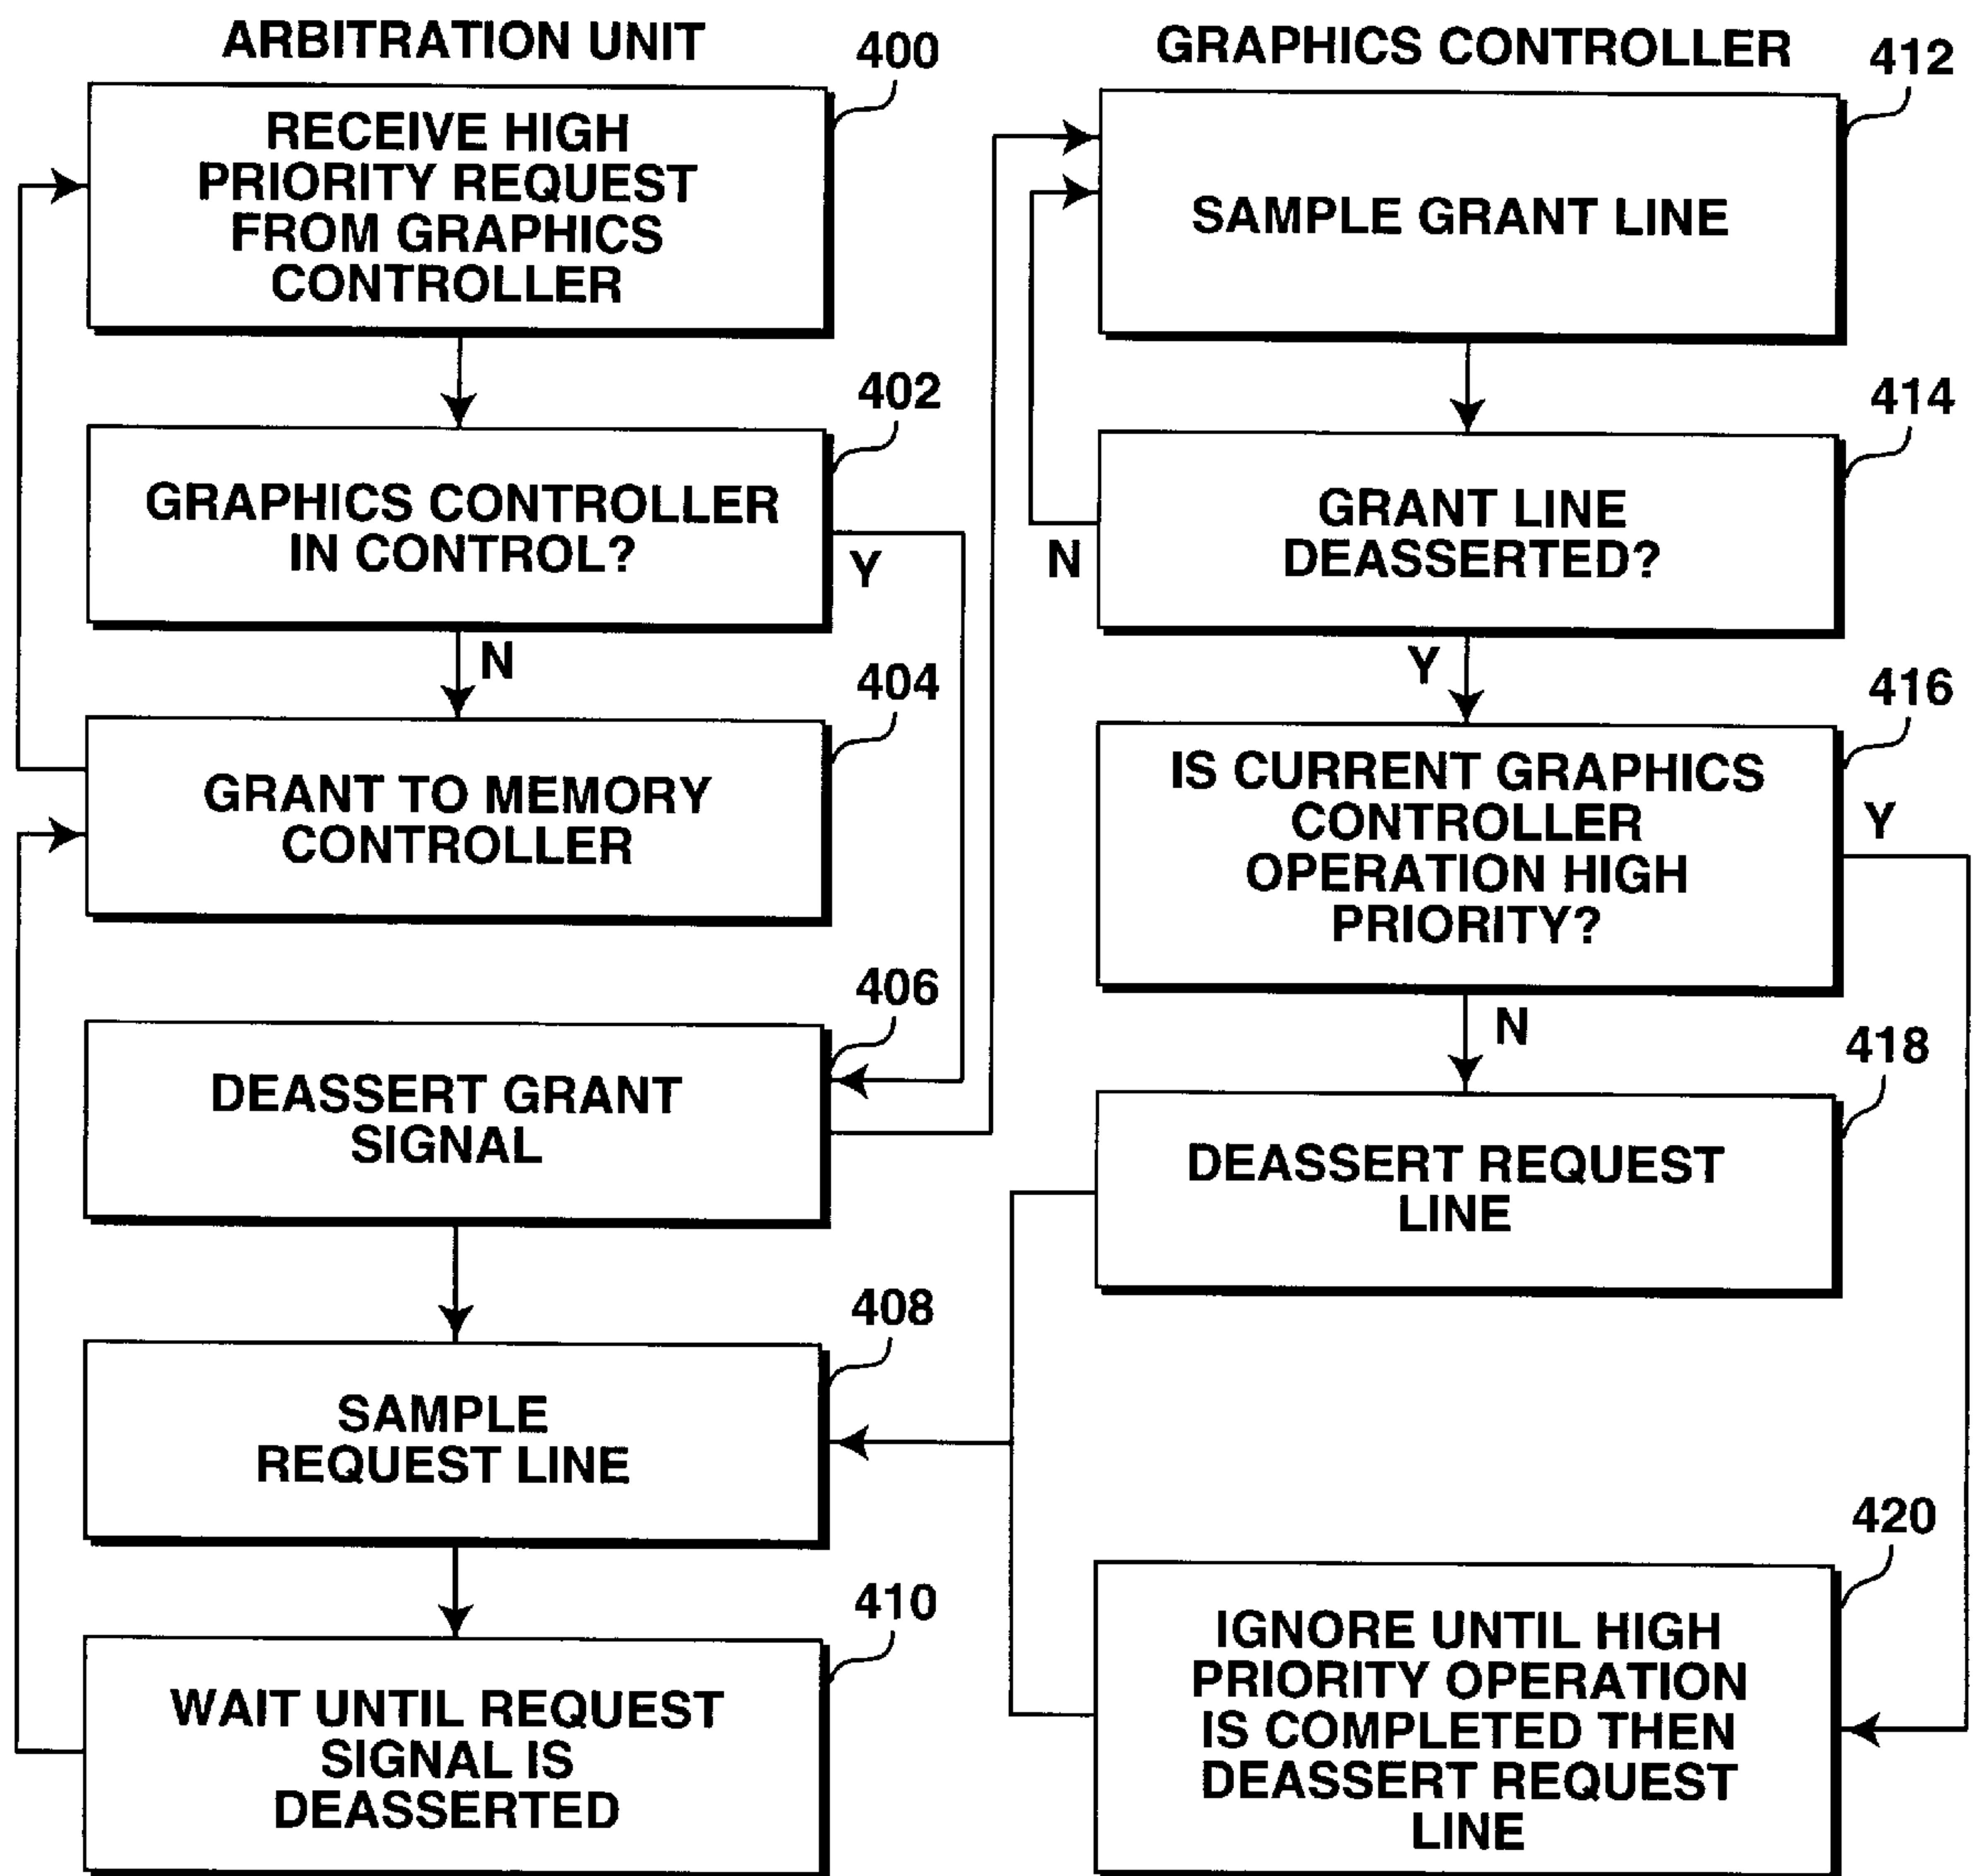 ARBITRATION UNIT
400
RECEIVE HIGH
PRIORITY REQUEST
FROM GRAPHICS
CONTROLLER
402
GRAPHICS CONTROLLER
IN CONTROL?
Y
N
404
GRANT TO MEMORY
CONTROLLER
406
DEASSERT GRANT
SIGNAL
408
SAMPLE
REQUEST LINE
410
WAIT UNTIL REQUEST
SIGNAL IS
DEASSERTED
GRAPHICS CONTROLLER
412
SAMPLE GRANT LINE
414
GRANT LINE
DEASSERTED?
N
Y
416
IS CURRENT GRAPHICS
CONTROLLER
OPERATION HIGH
PRIORITY?
Y
N
418
DEASSERT REQUEST
LINE
420
IGNORE UNTIL HIGH
PRIORITY OPERATION
IS COMPLETED THEN
DEASSERT REQUEST
LINE